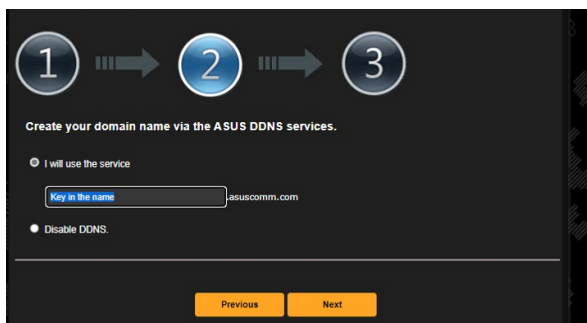 1 2 3
Create your domain name via the ASUS DDNS services.
I will use the service
Key in the name .asuscomm.com
Disable DDNS.
Previous Next